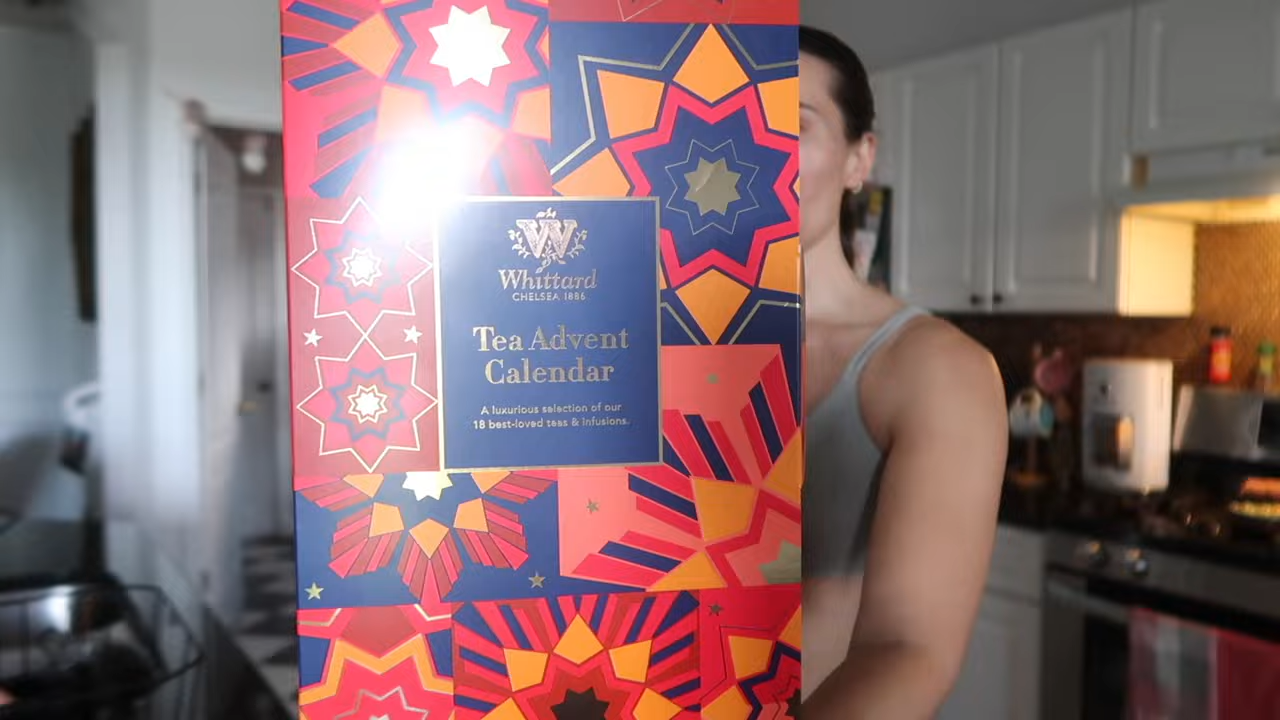 W
Whittard
CHELSEA 1886
Tea Advent
Calendar
A luxurious selection of our
18 best-loved teas & infusions.